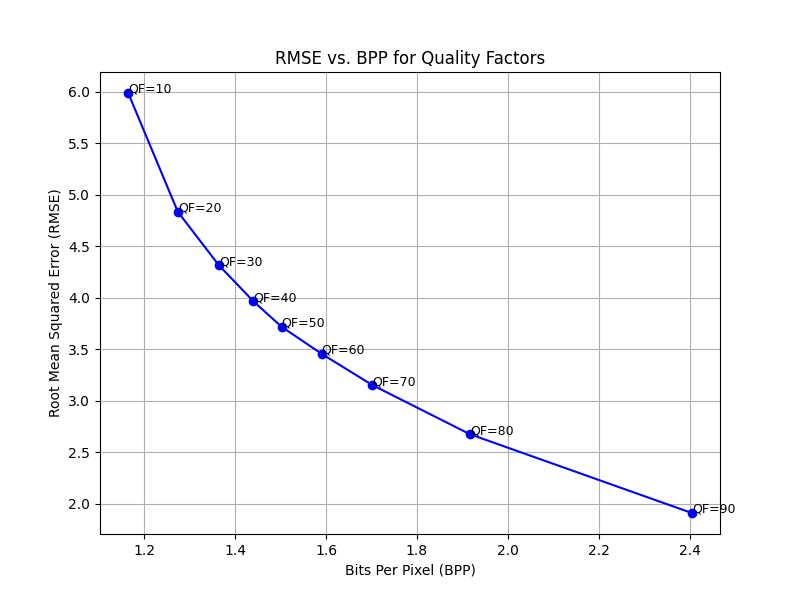 RMSE vs. BPP for Quality Factors
Root Mean Squared Error (RMSE)
6.0
5.5
5.0
4.5
4.0
3.5
3.0
2.5
2.0
QF=10
QF=20
QF=30
QF=40
QF=50
QF=60
QF=70
QF=80
QF=90
1.2 1.4 1.6 1.8 2.0 2.2 2.4
Bits Per Pixel (BPP)